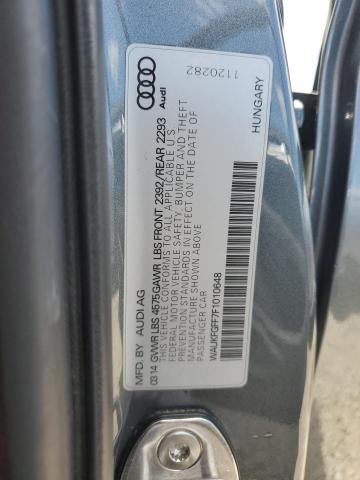 MFD. BY AUDI AG
03 14 GVWR LBS 4575 GAWR LBS FRONT 2392/REAR 2293
THIS VEHICLE CONFORMS TO ALL APPLICABLE U.S.
FEDERAL MOTOR VEHICLE SAFETY, BUMPER AND THEFT
PREVENTION STANDARDS IN EFFECT ON THE DATE OF
MANUFACTURE SHOWN ABOVE.
PASSENGER CAR
WAUKFGFF7F1010648
Audi
1120282
HUNGARY